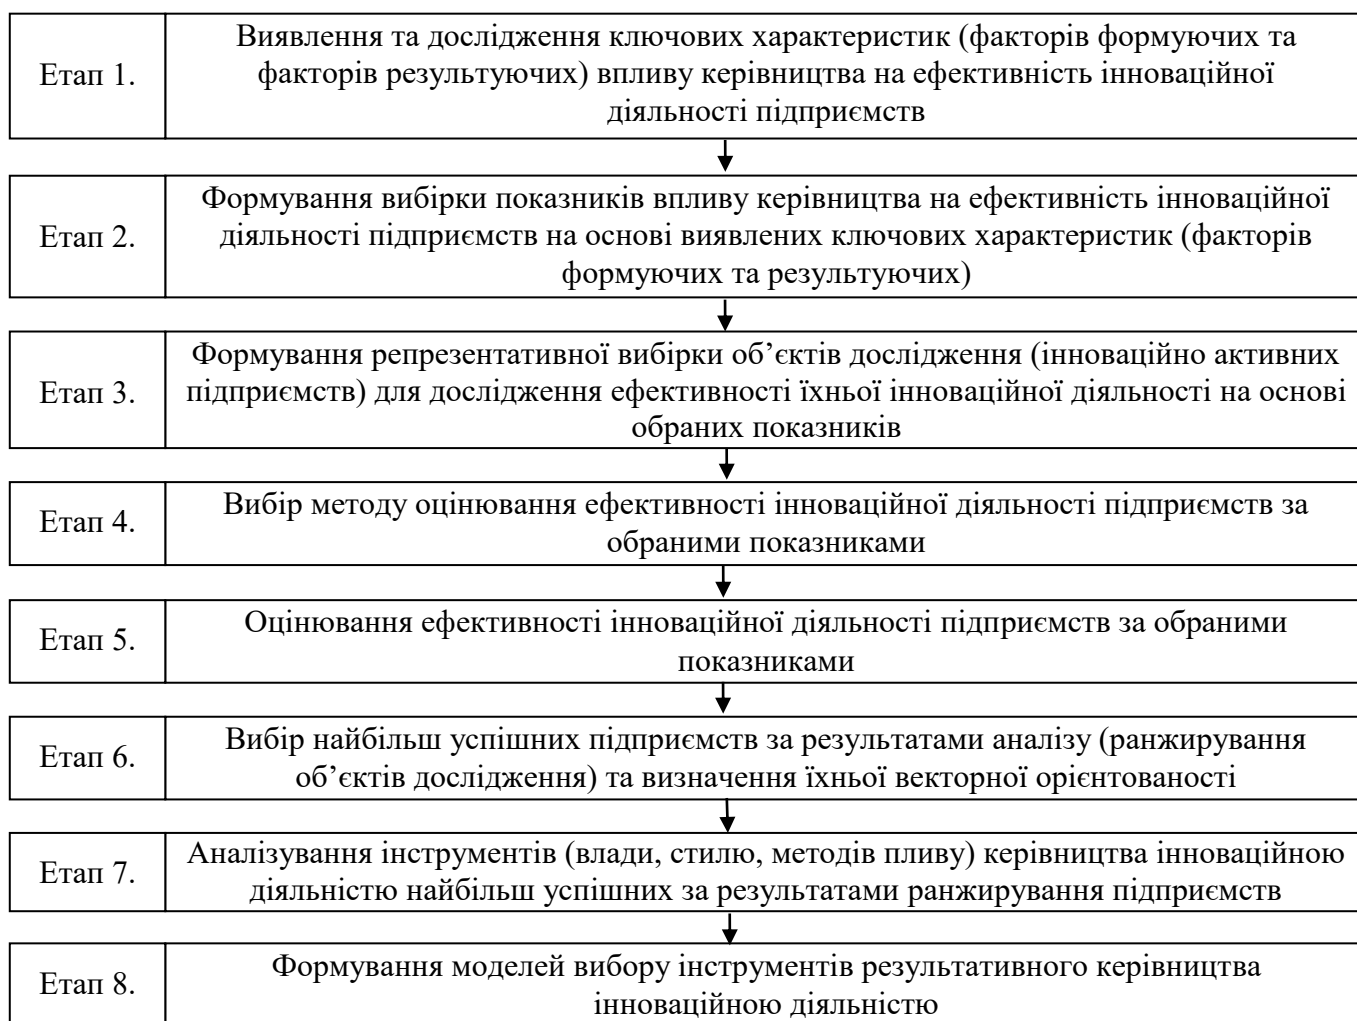 Етап 1.
Виявлення та дослідження ключових характеристик (факторів формуючих та
факторів результуючих) впливу керівництва на ефективність інноваційної
діяльності підприємств
Етап 2.
Формування вибірки показників впливу керівництва на ефективність інноваційної
діяльності підприємств на основі виявлених ключових характеристик (факторів
формуючих та результуючих)
Етап 3.
Формування репрезентативної вибірки об’єктів дослідження (інноваційно активних
підприємств) для дослідження ефективності їхньої інноваційної діяльності на основі
обраних показників
Етап 4.
Вибір методу оцінювання ефективності інноваційної діяльності підприємств за
обраними показниками
Етап 5.
Оцінювання ефективності інноваційної діяльності підприємств за обраними
показниками
Етап 6.
Вибір найбільш успішних підприємств за результатами аналізу (ранжирування
об’єктів дослідження) та визначення їхньої векторної орієнтованості
Етап 7.
Аналізування інструментів (влади, стилю, методів пливу) керівництва інноваційною
діяльністю найбільш успішних за результатами ранжирування підприємств
Етап 8.
Формування моделей вибору інструментів результативного керівництва
інноваційною діяльністю